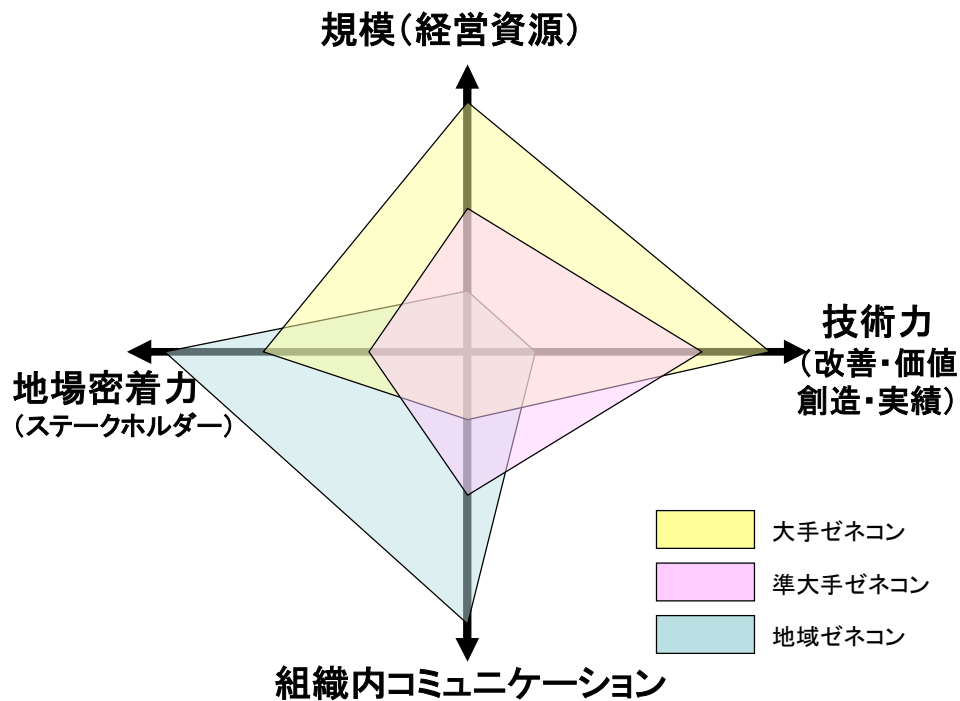 規模（経営資源）
技術力
（改善・価値
創造・実績）
地場密着力
（ステークホルダー）
大手ゼネコン
準大手ゼネコン
地域ゼネコン
組織内コミュニケーション